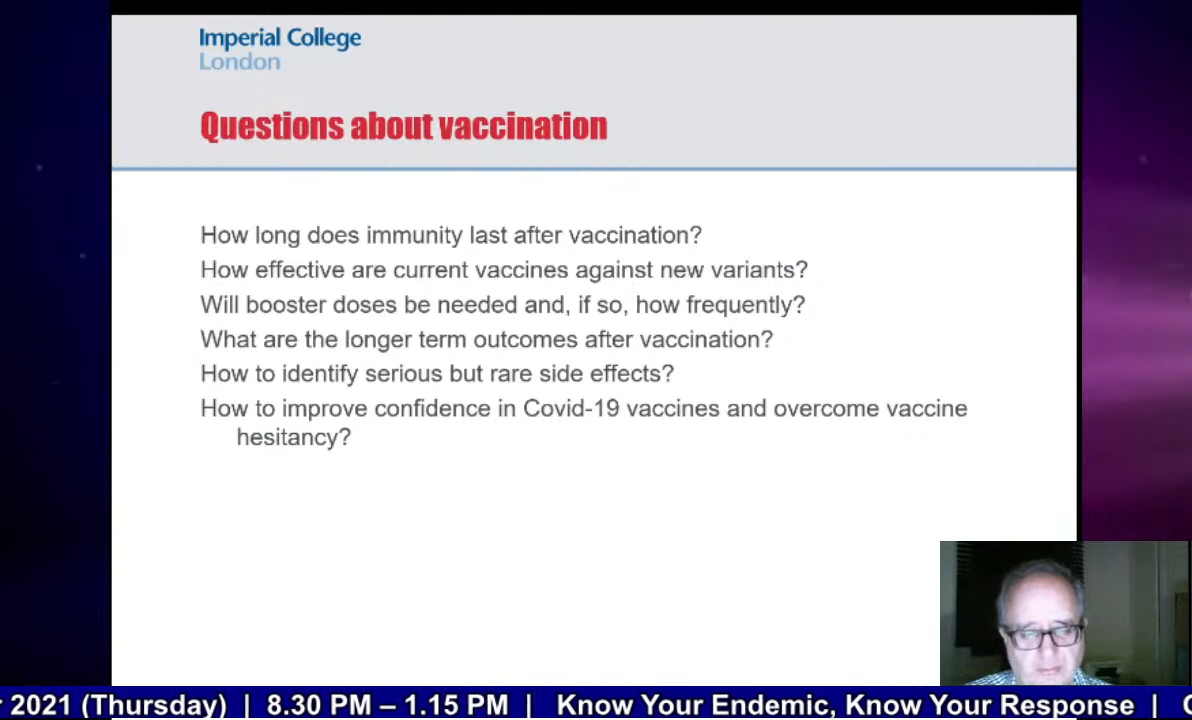 Imperial College
London
Questions about vaccination
How long does immunity last after vaccination?
How effective are current vaccines against new variants?
Will booster doses be needed and, if so, how frequently?
What are the longer term outcomes after vaccination?
How to identify serious but rare side effects?
How to improve confidence in Covid-19 vaccines and overcome vaccine
hesitancy?
2021 (Thursday) | 8.30 PM – 1.15 PM | Know Your Endemic, Know Your Response |